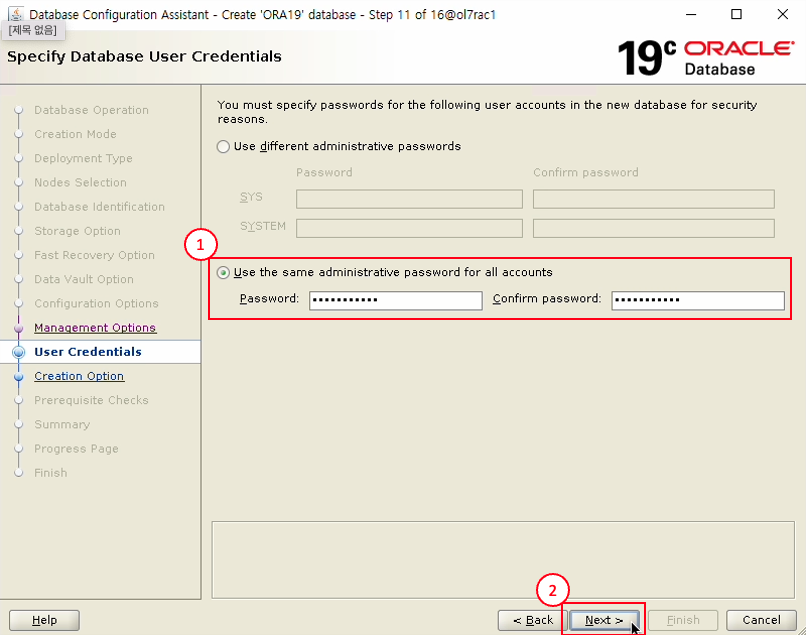 Database Configuration Assistant - Create 'ORA19' database - Step 11 of 16@ol7rac1
[제목 없음]
Specify Database User Credentials
19c ORACLE
Database
Database Operation
Creation Mode
Deployment Type
Nodes Selection
Database Identification
Storage Option
Fast Recovery Option
Data Vault Option
Configuration Options
Management Options
User Credentials
Creation Option
Prerequisite Checks
Summary
Progress Page
Finish
You must specify passwords for the following user accounts in the new database for security
reasons.
Use different administrative passwords
Password Confirm password
SYS
SYSTEM
1
Use the same administrative password for all accounts
Password: ••••••••••• Confirm password: •••••••••••
2
Help < Back Next > Finish Cancel